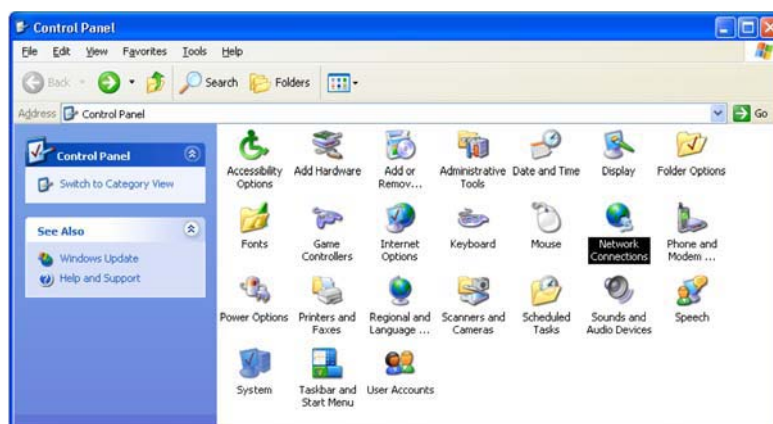 Control Panel
File Edit View Favorites Tools Help
Back Search Folders
Address Control Panel Go
Control Panel
Switch to Category View
See Also
Windows Update
Help and Support
Accessibility Options
Add Hardware
Add or Remov...
Administrative Tools
Date and Time
Display
Folder Options
Fonts
Game Controllers
Internet Options
Keyboard
Mouse
Network Connections
Phone and Modem ...
Power Options
Printers and Faxes
Regional and Language ...
Scanners and Cameras
Scheduled Tasks
Sounds and Audio Devices
Speech
System
Taskbar and Start Menu
User Accounts